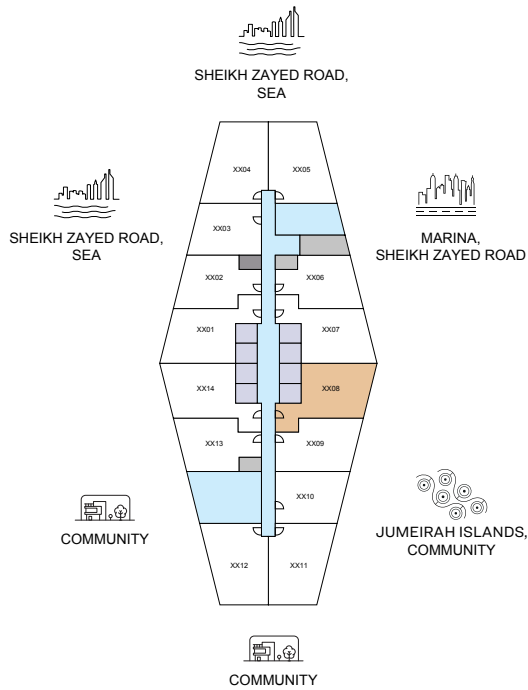 SHEIKH ZAYED ROAD,
SEA
XX04
XX05
SHEIKH ZAYED ROAD,
SEA
XX03
MARINA,
SHEIKH ZAYED ROAD
XX02
XX06
XX01
XX07
XX14
XX08
XX13
XX09
XX10
COMMUNITY
JUMEIRAH ISLANDS,
COMMUNITY
XX12
XX11
COMMUNITY